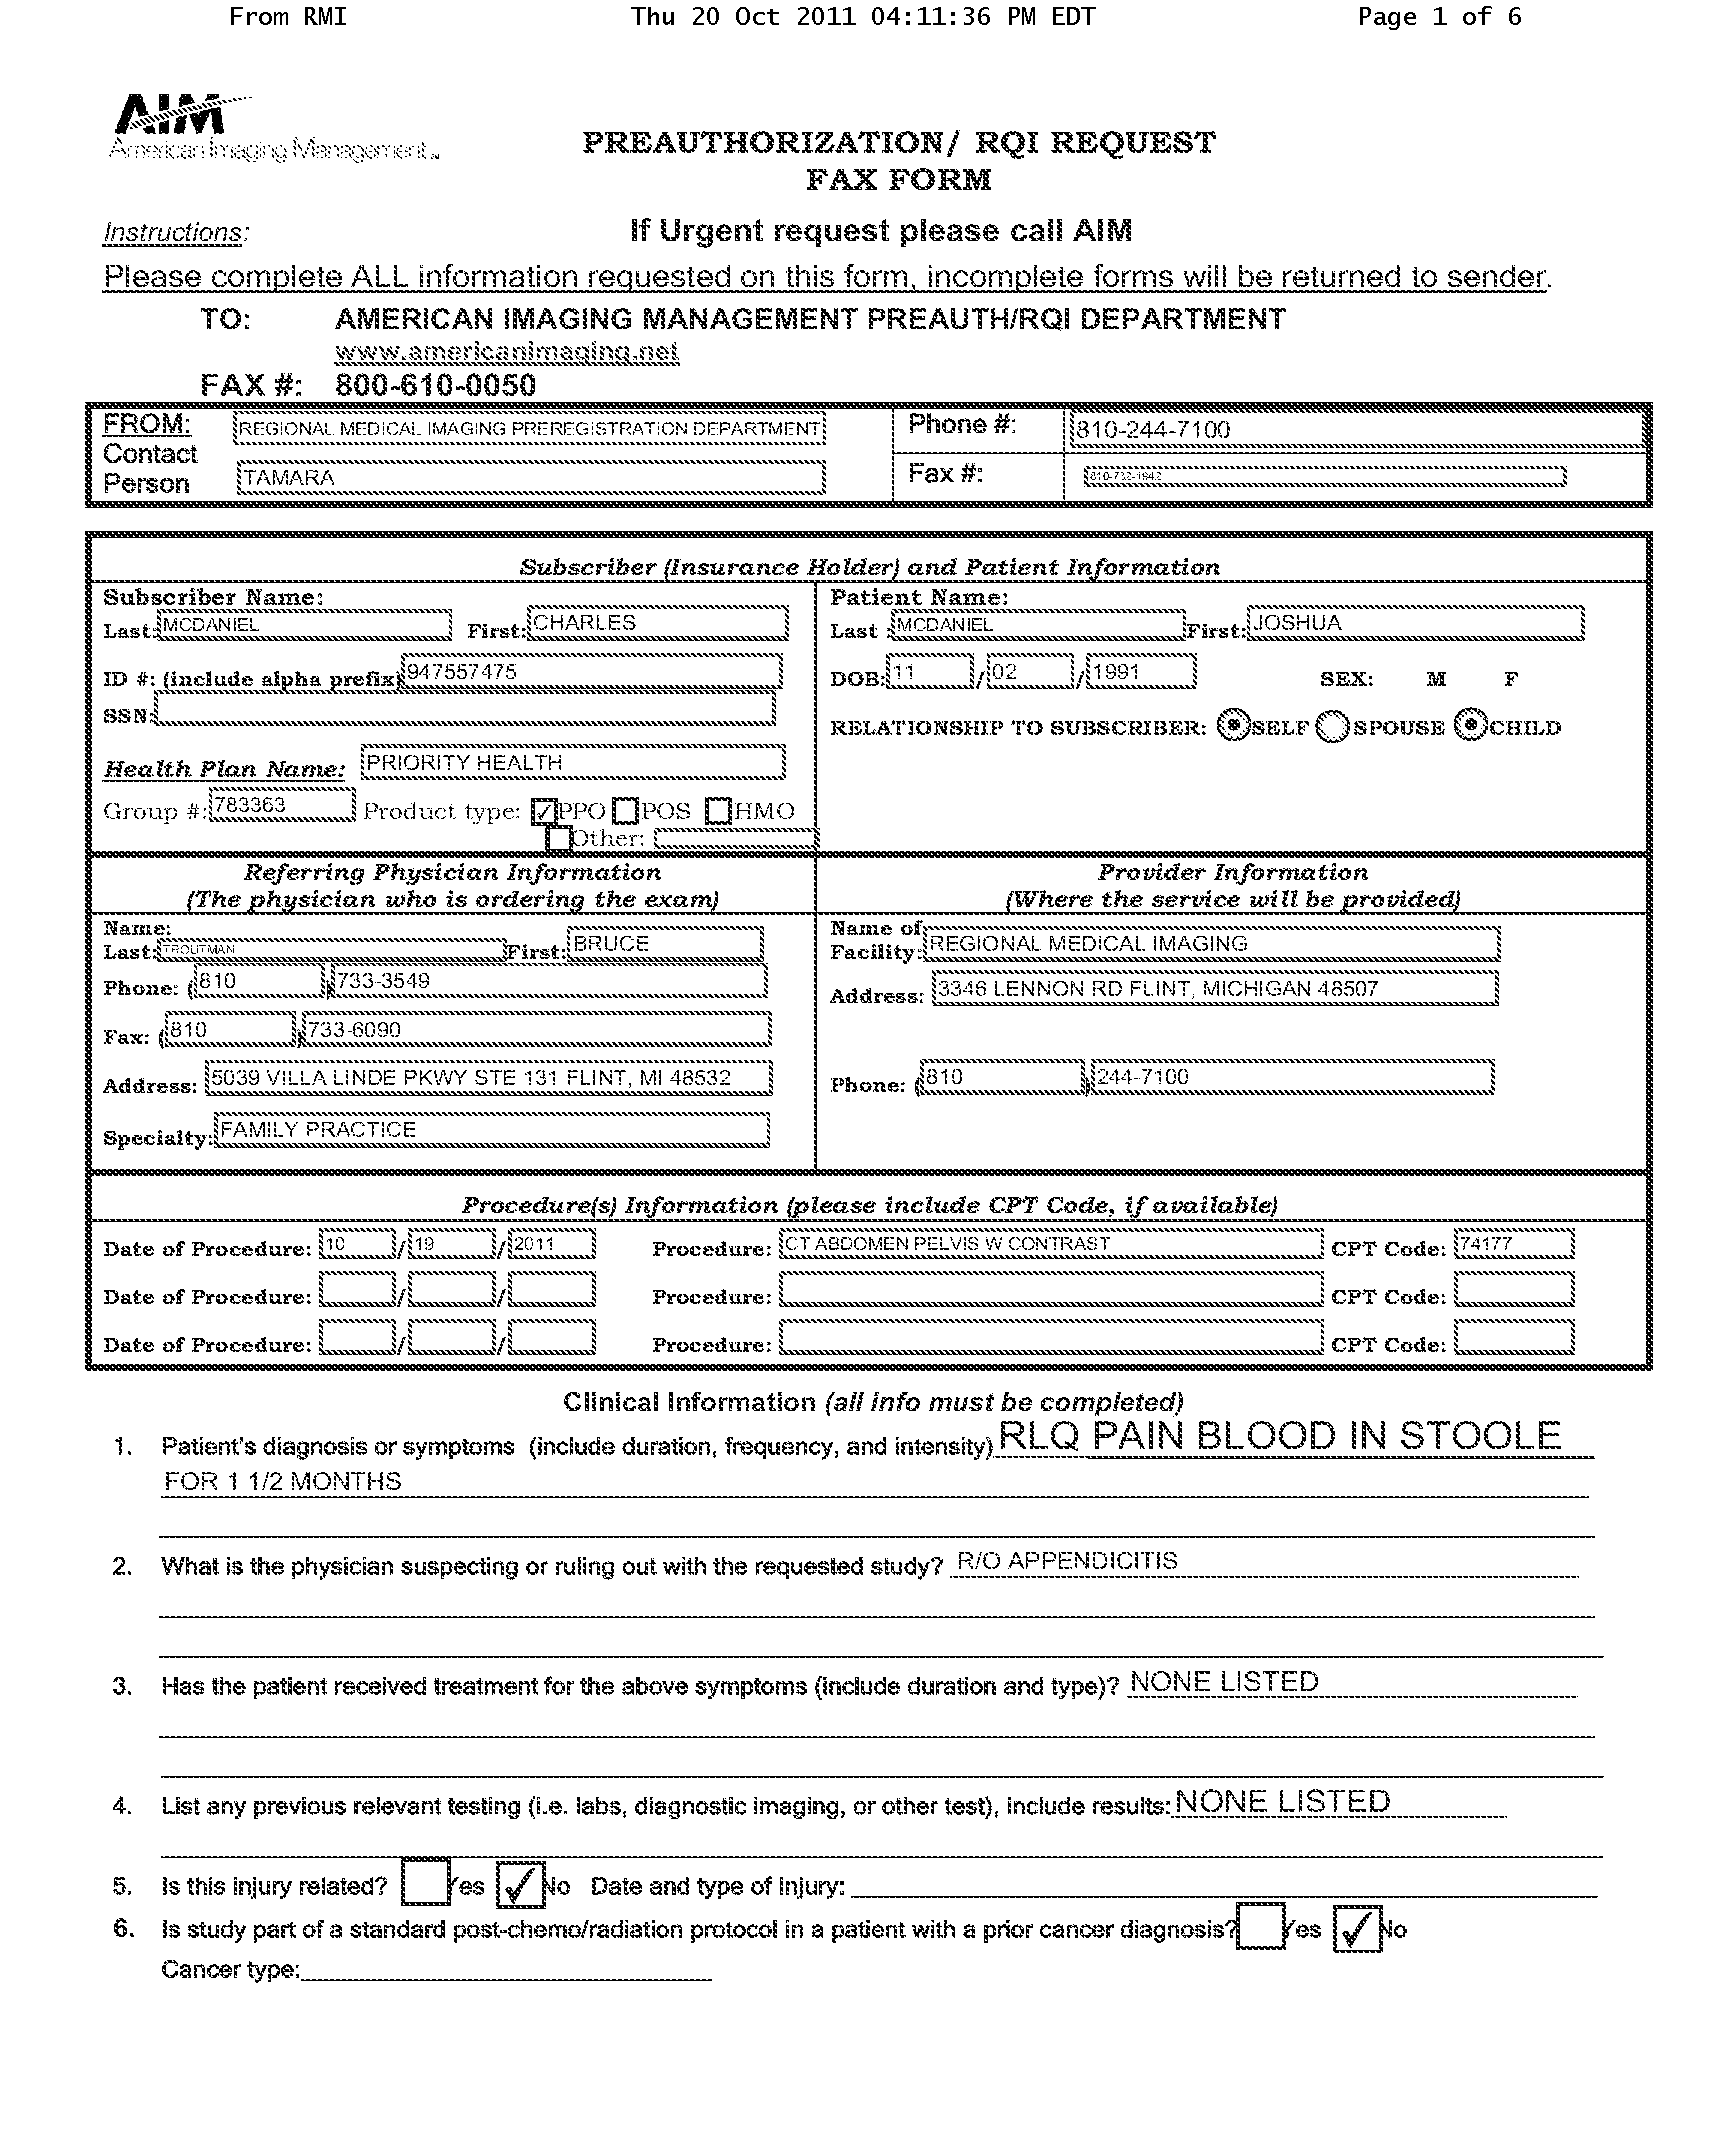 From RMI Thu 20 Oct 2011 04:11:36 PM EDT Page 1 of 6
AIM
American Imaging Management
PREAUTHORIZATION/ RQI REQUEST
FAX FORM
Instructions: If Urgent request please call AIM
Please complete ALL information requested on this form, incomplete forms will be returned to sender.
TO: AMERICAN IMAGING MANAGEMENT PREAUTH/RQI DEPARTMENT
www.americanimaging.net
FAX #: 800-610-0050
FROM: REGIONAL MEDICAL IMAGING PREREGISTRATION DEPARTMENT Phone #: 810-244-7100
Contact
Person TAMARA Fax #: 810-732-1942
Subscriber (Insurance Holder) and Patient Information
Subscriber Name: Patient Name:
Last: MCDANIEL First: CHARLES Last : MCDANIEL First: JOSHUA
ID #: (include alpha prefix) 947557475 DOB: 11 / 02 / 1991 SEX: M F
SSN:
RELATIONSHIP TO SUBSCRIBER: SELF SPOUSE CHILD
Health Plan Name: PRIORITY HEALTH
Group #: 783363 Product type: PPO POS HMO
Other:
Referring Physician Information Provider Information
(The physician who is ordering the exam) (Where the service will be provided)
Name: Name of
Last: TROUTMAN First: BRUCE Facility: REGIONAL MEDICAL IMAGING
Phone: (810) 733-3549 Address: 3346 LENNON RD FLINT, MICHIGAN 48507
Fax: (810) 733-6090
Address: 5039 VILLA LINDE PKWY STE 131 FLINT, MI 48532 Phone: (810) 244-7100
Specialty: FAMILY PRACTICE
Procedure(s) Information (please include CPT Code, if available)
Date of Procedure: 10 / 19 / 2011 Procedure: CT ABDOMEN PELVIS W CONTRAST CPT Code: 74177
Date of Procedure: / / Procedure: CPT Code:
Date of Procedure: / / Procedure: CPT Code:
Clinical Information (all info must be completed)
1. Patient's diagnosis or symptoms (include duration, frequency, and intensity) RLQ PAIN BLOOD IN STOOLE
FOR 1 1/2 MONTHS
2. What is the physician suspecting or ruling out with the requested study? R/O APPENDICITIS
3. Has the patient received treatment for the above symptoms (include duration and type)? NONE LISTED
4. List any previous relevant testing (i.e. labs, diagnostic imaging, or other test), include results: NONE LISTED
5. Is this injury related? Yes ✓ No Date and type of injury:
6. Is study part of a standard post-chemo/radiation protocol in a patient with a prior cancer diagnosis? Yes ✓ No
Cancer type: